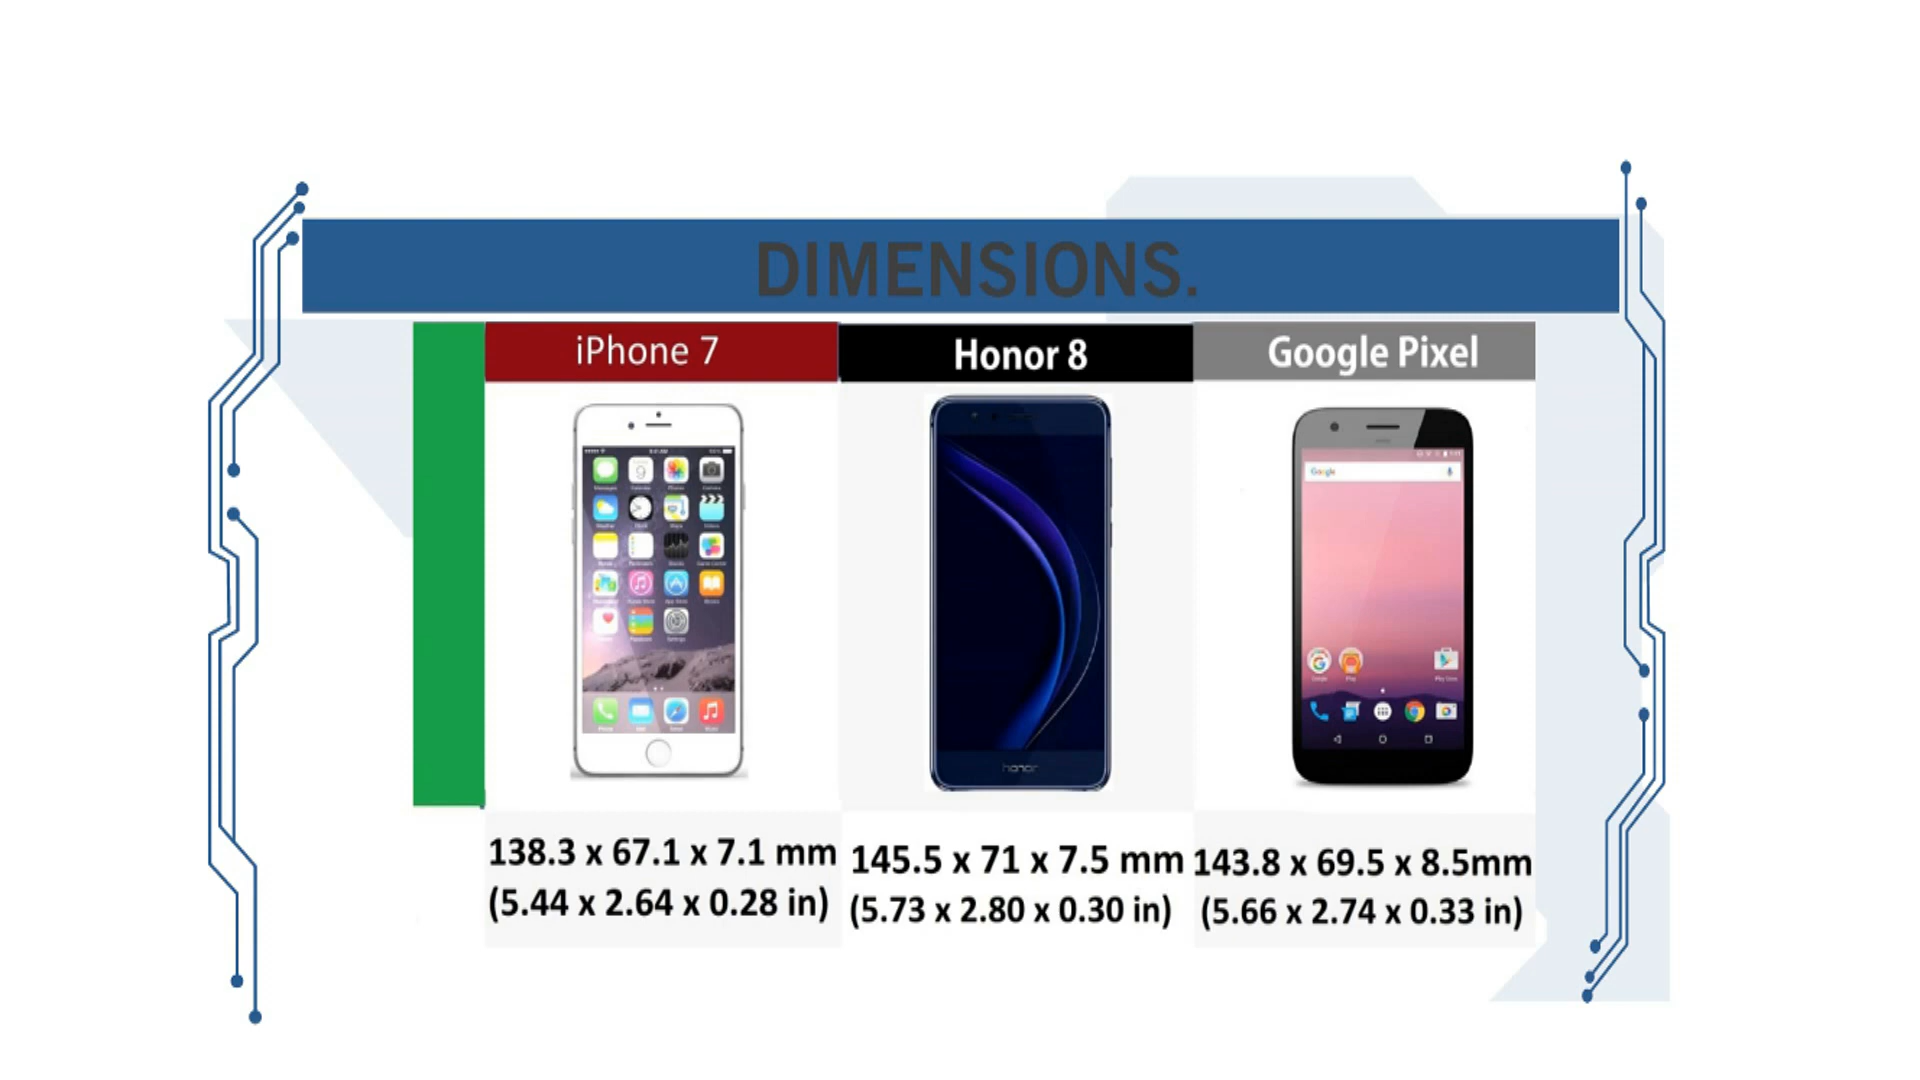 DIMENSIONS.
iPhone 7
Honor 8
Google Pixel
Google
honor
138.3 x 67.1 x 7.1 mm
(5.44 x 2.64 x 0.28 in)
145.5 x 71 x 7.5 mm
(5.73 x 2.80 x 0.30 in)
143.8 x 69.5 x 8.5mm
(5.66 x 2.74 x 0.33 in)